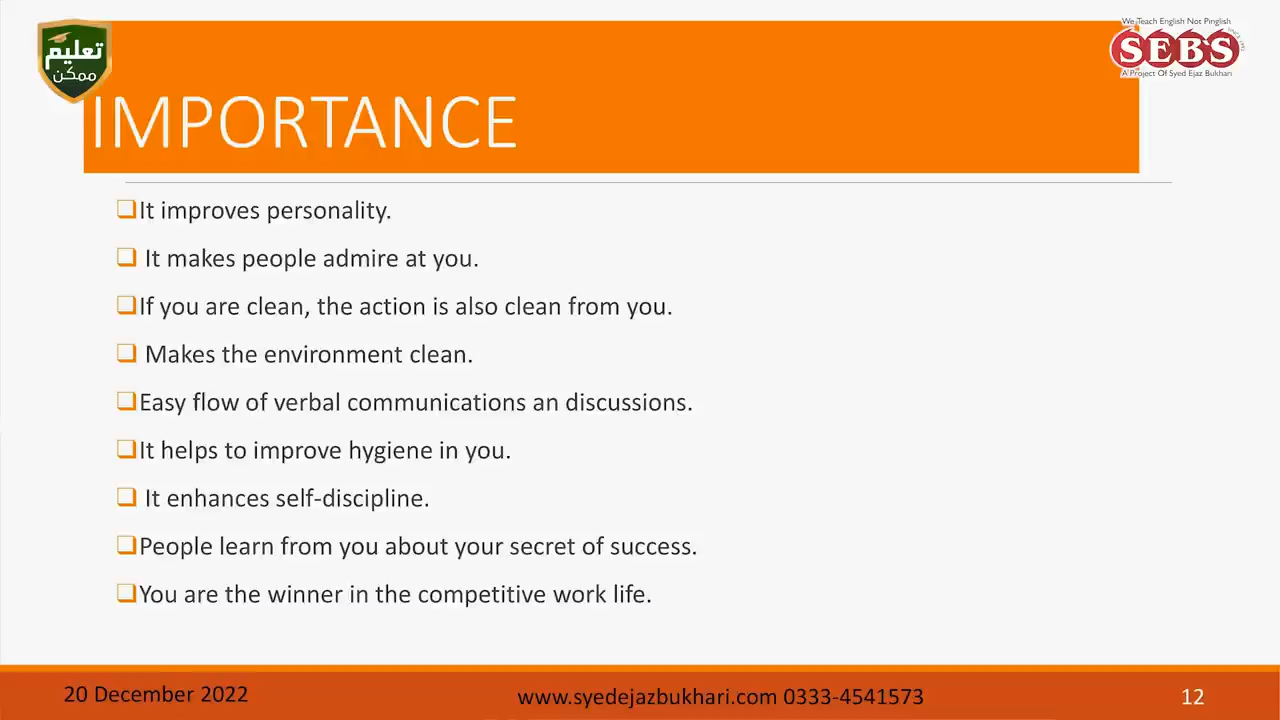 تعلیم
ممکن
We Teach English Not Pinglish
SEBS
SINCE 1992
A Project Of Syed Ejaz Bukhari
IMPORTANCE
It improves personality.
It makes people admire at you.
If you are clean, the action is also clean from you.
Makes the environment clean.
Easy flow of verbal communications an discussions.
It helps to improve hygiene in you.
It enhances self-discipline.
People learn from you about your secret of success.
You are the winner in the competitive work life.
20 December 2022
www.syedejazbukhari.com 0333-4541573
12